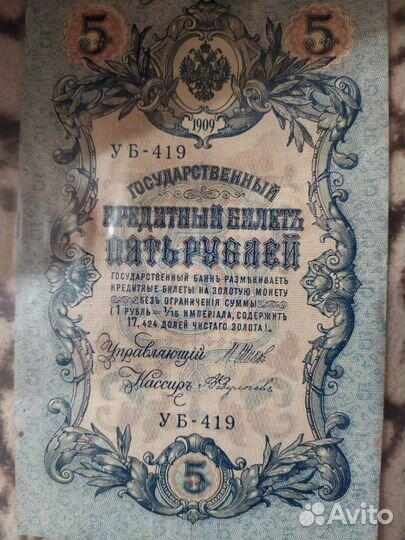 5 5
1909
УБ-419
ГОСУДАРСТВЕННЫЙ
КРЕДИТНЫЙ БИЛЕТЪ
ПЯТЬ РУБЛЕЙ
ГОСУДАРСТВЕННЫЙ БАНКЪ РАЗМѢНИВАЕТЪ
КРЕДИТНЫЕ БИЛЕТЫ НА ЗОЛОТУЮ МОНЕТУ
БЕЗЪ ОГРАНИЧЕНІЯ СУММЫ
(1 РУБЛЬ = 1/15 ИМПЕРІАЛА, СОДЕРЖИТЪ
17,424 ДОЛЕЙ ЧИСТАГО ЗОЛОТА).
Управляющій
Кассиръ
УБ-419
5
Avito